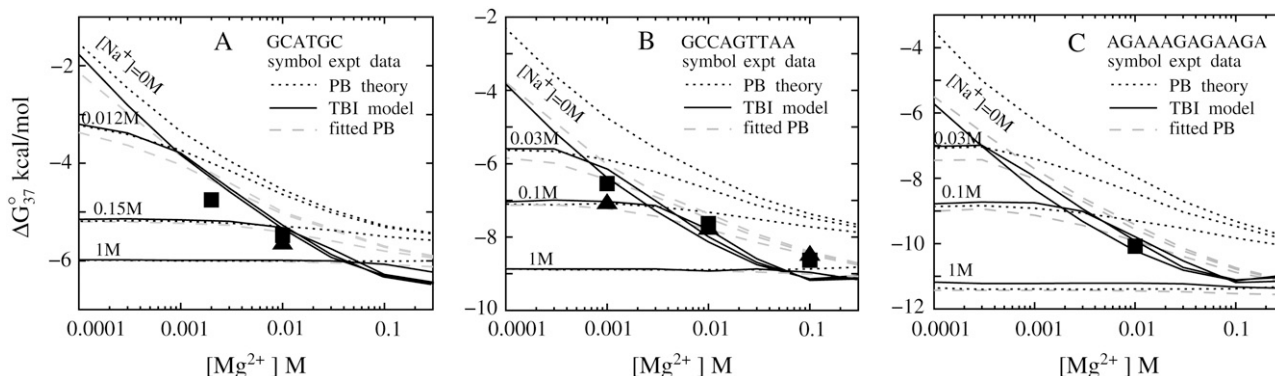 A
GCATGC
symbol expt data
PB theory
TBI model
fitted PB
[Na+]=0M
0.012M
0.15M
1M
−2
−4
−6
ΔG°37 kcal/mol
0.0001
0.001
0.01
0.1
[Mg2+] M
B
GCCAGTTAA
symbol expt data
PB theory
TBI model
fitted PB
[Na+]=0M
0.03M
0.1M
1M
−2
−4
−6
−8
−10
0.0001
0.001
0.01
0.1
[Mg2+] M
C
AGAAAGAGAAGA
symbol expt data
PB theory
TBI model
fitted PB
[Na+]=0M
0.03M
0.1M
1M
−4
−6
−8
−10
−12
0.0001
0.001
0.01
0.1
[Mg2+] M